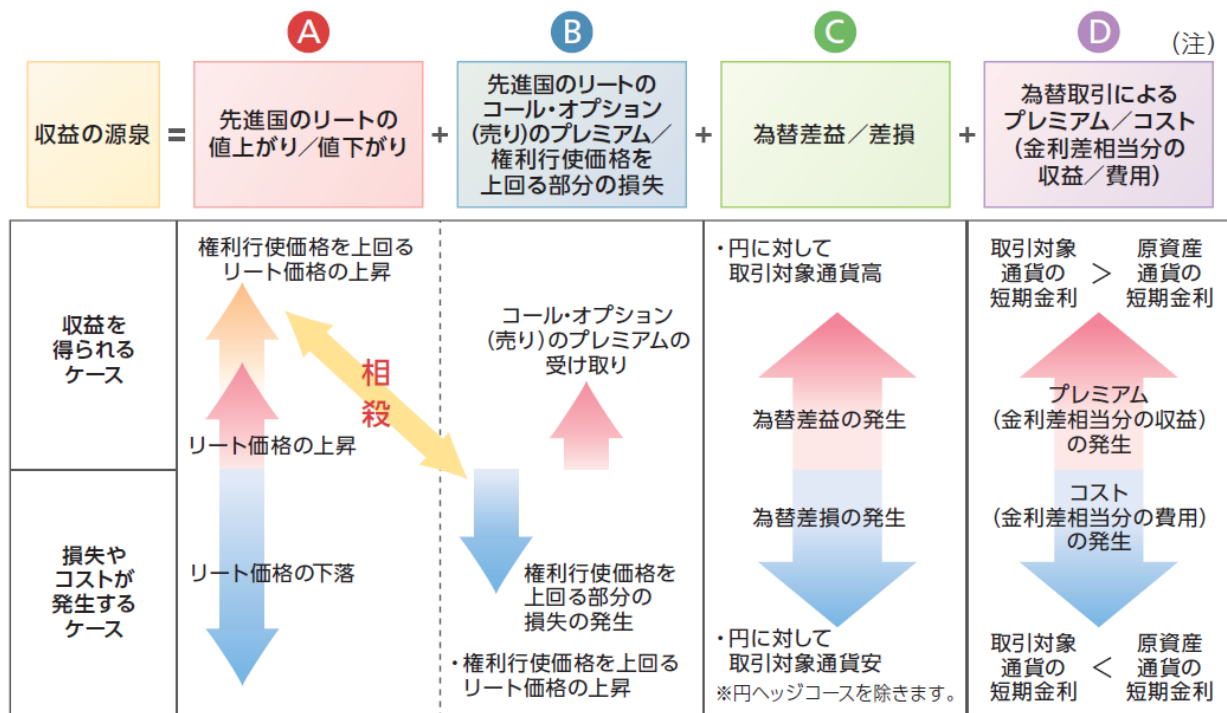 A
B
C
D
(注)
収益の源泉
=
先進国のリートの
値上がり/値下がり
+
先進国のリートの
コール・オプション
(売り)のプレミアム/
権利行使価格を
上回る部分の損失
+
為替差益/差損
+
為替取引による
プレミアム/コスト
(金利差相当分の
収益/費用)
収益を
得られる
ケース
権利行使価格を上回る
リート価格の上昇
相
殺
リート価格の上昇
コール・オプション
(売り)のプレミアムの
受け取り
・円に対して
取引対象通貨高
為替差益の発生
取引対象
通貨の
短期金利
>
原資産
通貨の
短期金利
プレミアム
(金利差相当分の収益)
の発生
損失や
コストが
発生する
ケース
リート価格の下落
権利行使価格を
上回る部分の
損失の発生
・権利行使価格を上回る
リート価格の上昇
為替差損の発生
・円に対して
取引対象通貨安
※円ヘッジコースを除きます。
コスト
(金利差相当分の費用)
の発生
取引対象
通貨の
短期金利
<
原資産
通貨の
短期金利